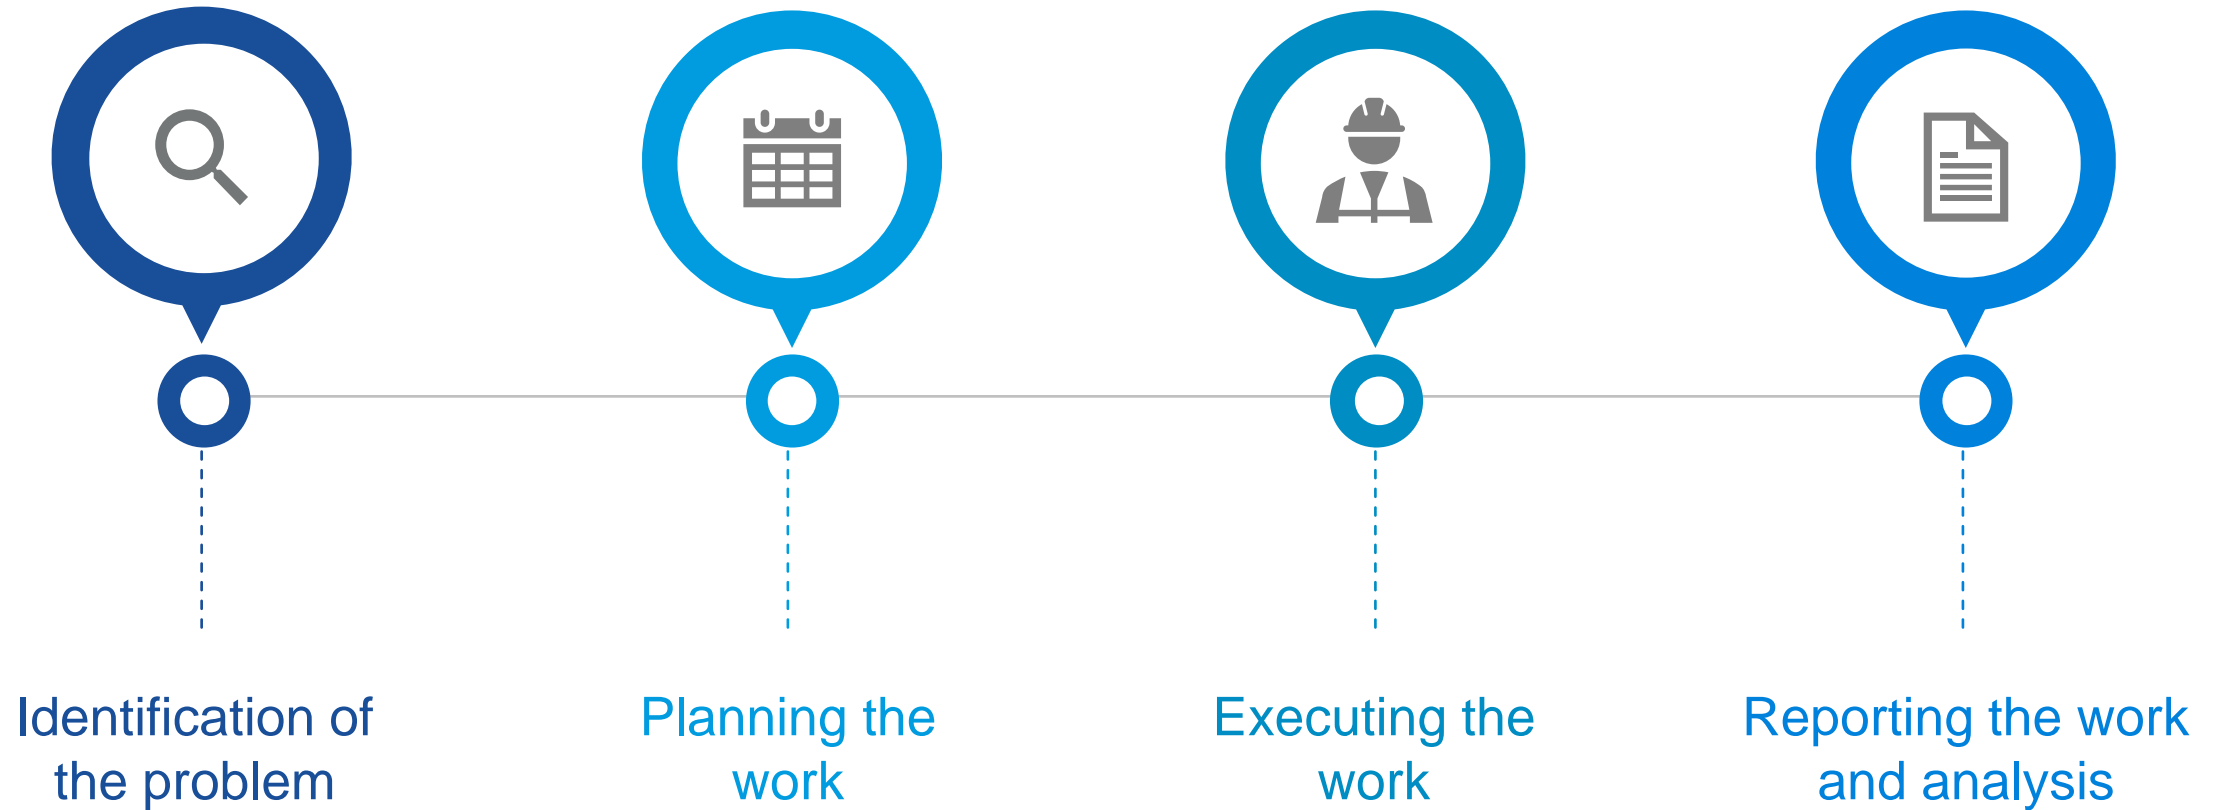 Identification of
the problem
Planning the
work
Executing the
work
Reporting the work
and analysis